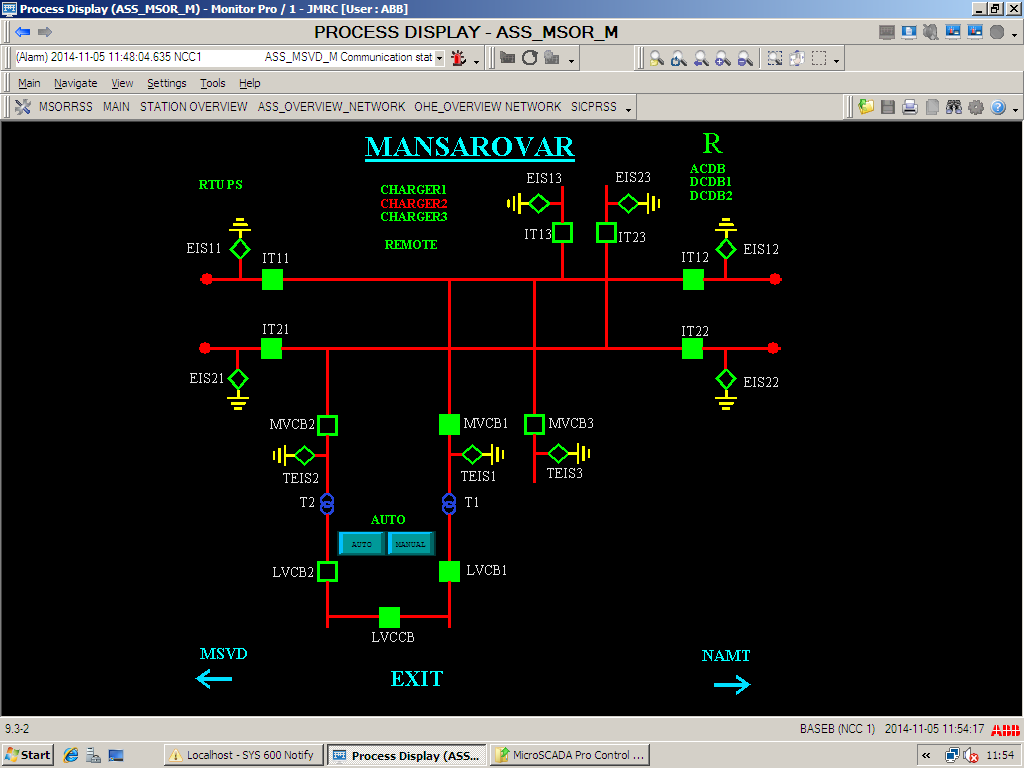 Process Display (ASS_MSOR_M) - Monitor Pro / 1 - JMRC [User : ABB]
PROCESS DISPLAY - ASS_MSOR_M
(Alarm) 2014-11-05 11:48:04.635 NCC1 ASS_MSVD_M Communication stat
Main Navigate View Settings Tools Help
MSORRSS MAIN STATION OVERVIEW ASS_OVERVIEW_NETWORK OHE_OVERVIEW NETWORK SICPRSS
MANSAROVAR
R
RTU PS
CHARGER1
CHARGER2
CHARGER3
REMOTE
ACDB
DCDB1
DCDB2
EIS13
EIS23
IT13
IT23
EIS11
IT11
IT12
EIS12
IT21
IT22
EIS21
EIS22
MVCB2
MVCB1
MVCB3
TEIS2
TEIS1
TEIS3
T2
T1
AUTO
AUTO MANUAL
LVCB2
LVCB1
LVCCB
MSVD
EXIT
NAMT
9.3-2
BASEB (NCC 1) 2014-11-05 11:54:17 ABB
Start
Localhost - SYS 600 Notify
Process Display (ASS...
MicroSCADA Pro Control ...
«
11:54